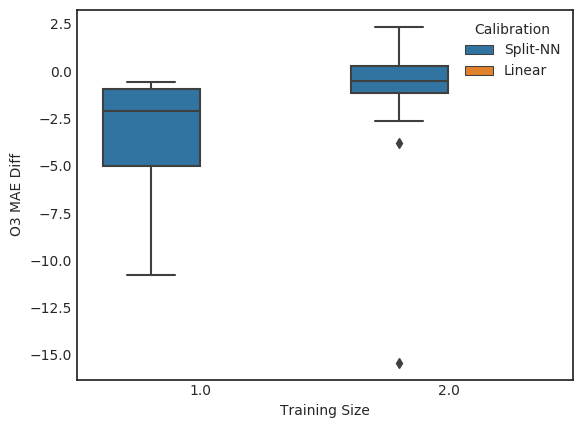 Calibration
Split-NN
Linear
2.5
0.0
−2.5
−5.0
−7.5
−10.0
−12.5
−15.0
O3 MAE Diff
1.0
2.0
Training Size